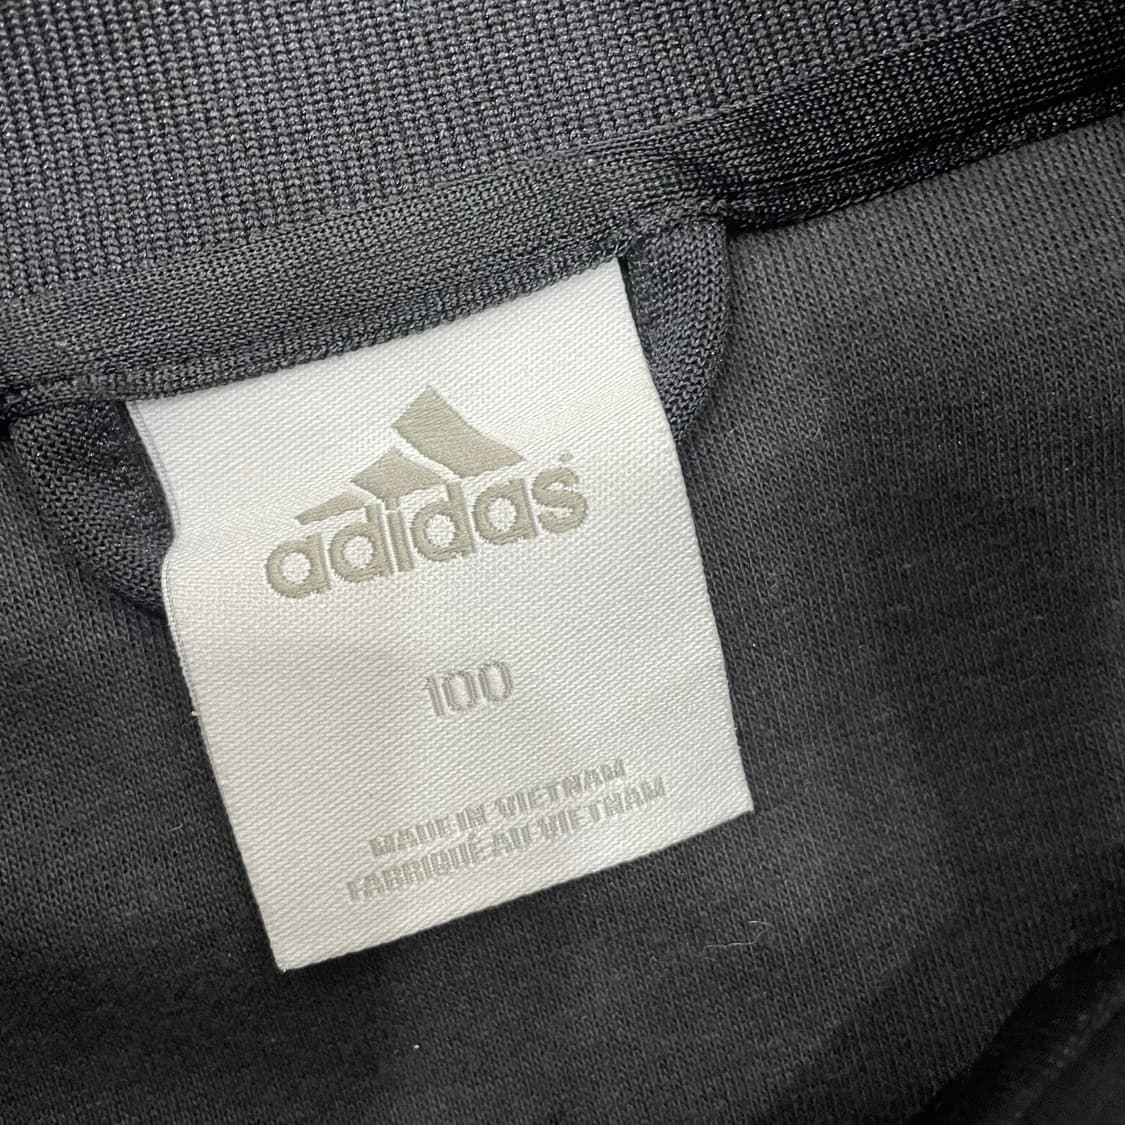 adidas
100
MADE IN VIETNAM
FABRIQUÉ AU VIETNAM